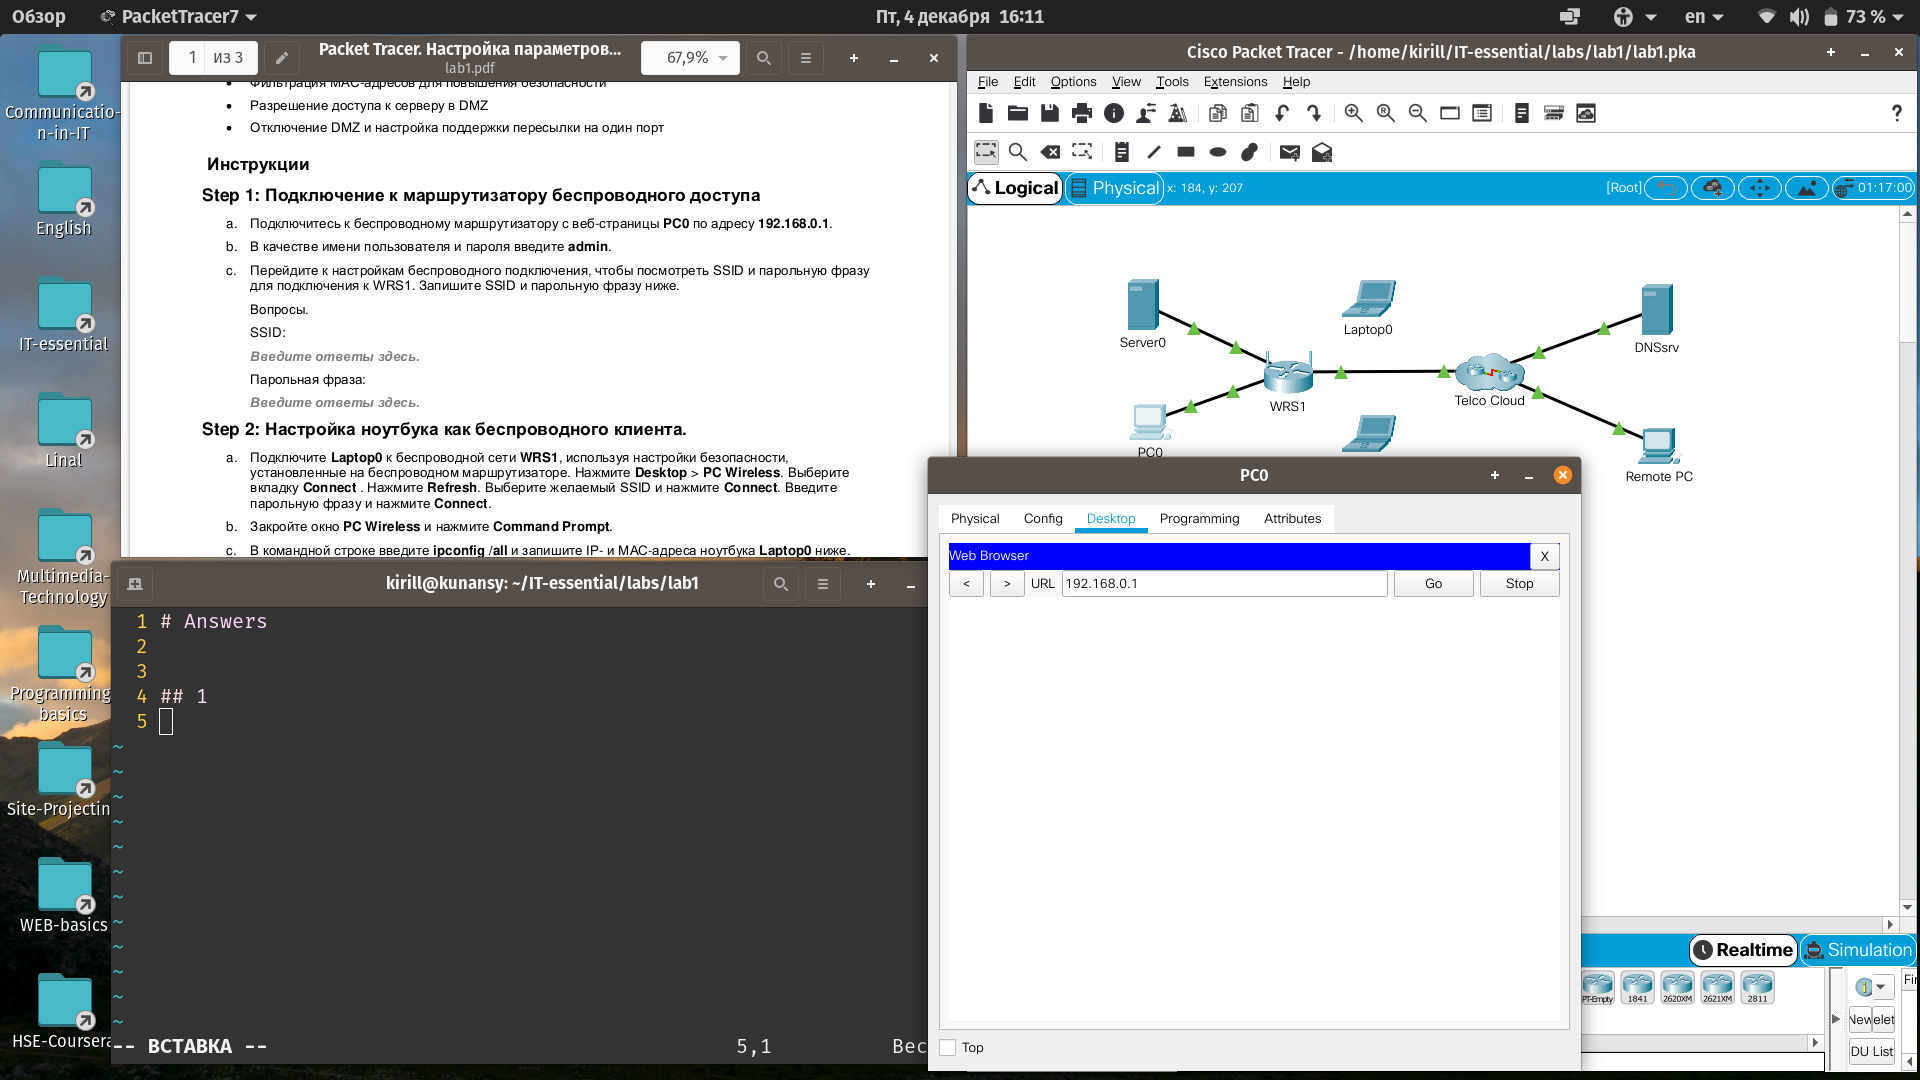 Обзор
PacketTracer7
Пт, 4 декабря 16:11
en
73 %
Communicatio-
n-in-IT
English
IT-essential
Linal
Multimedia-
Technology
Programming
basics
Site-Projectin
WEB-basics
HSE-Coursera
1 из 3
Packet Tracer. Настройка параметров...
lab1.pdf
67,9%
Фильтрация MAC-адресов для повышения безопасности
• Разрешение доступа к серверу в DMZ
• Отключение DMZ и настройка поддержки пересылки на один порт
Инструкции
Step 1: Подключение к маршрутизатору беспроводного доступа
a. Подключитесь к беспроводному маршрутизатору с веб-страницы PC0 по адресу 192.168.0.1.
b. В качестве имени пользователя и пароля введите admin.
c. Перейдите к настройкам беспроводного подключения, чтобы посмотреть SSID и парольную фразу
для подключения к WRS1. Запишите SSID и парольную фразу ниже.
Вопросы.
SSID:
Введите ответы здесь.
Парольная фраза:
Введите ответы здесь.
Step 2: Настройка ноутбука как беспроводного клиента.
a. Подключите Laptop0 к беспроводной сети WRS1, используя настройки безопасности,
установленные на беспроводном маршрутизаторе. Нажмите Desktop > PC Wireless. Выберите
вкладку Connect . Нажмите Refresh. Выберите желаемый SSID и нажмите Connect. Введите
парольную фразу и нажмите Connect.
b. Закройте окно PC Wireless и нажмите Command Prompt.
c. В командной строке введите ipconfig /all и запишите IP- и MAC-адреса ноутбука Laptop0 ниже.
kirill@kunansy: ~/IT-essential/labs/lab1
1 # Answers
2
3
4 ## 1
5
~
~
~
~
~
~
~
~
~
~
~
~
-- ВСТАВКА --
5,1
Вес
Cisco Packet Tracer - /home/kirill/IT-essential/labs/lab1/lab1.pka
File Edit Options View Tools Extensions Help
Logical
Physical
x: 184, y: 207
[Root]
01:17:00
Server0
Laptop0
DNSsrv
WRS1
Telco Cloud
PC0
Remote PC
PC0
Physical Config Desktop Programming Attributes
Web Browser
X
< > URL 192.168.0.1 Go Stop
Top
Realtime
Simulation
PT-Empty 1841 2620XM 2621XM 2811
Fir
New elet
DU List